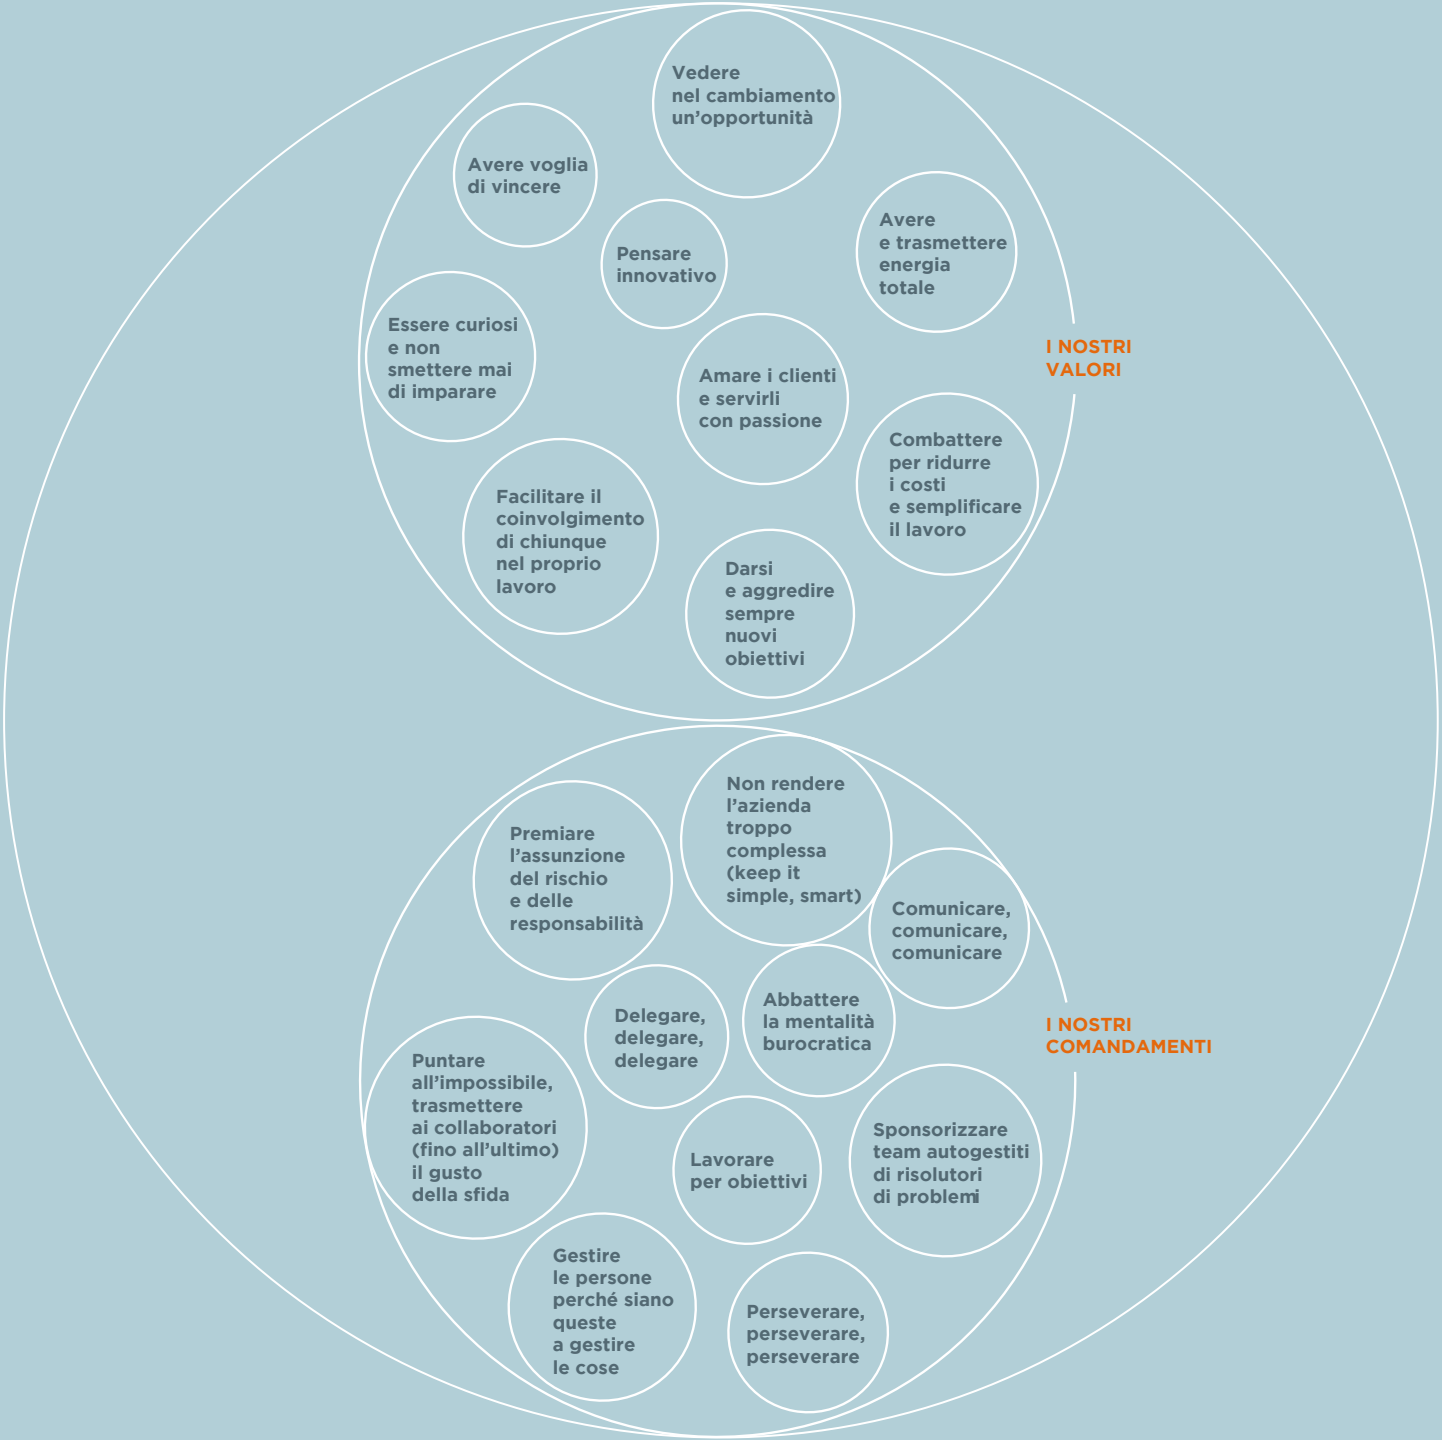 Vedere
nel cambiamento
un’opportunità
Avere voglia
di vincere
Avere
e trasmettere
energia
totale
Pensare
innovativo
Essere curiosi
e non
smettere mai
di imparare
I NOSTRI
VALORI
Amare i clienti
e servirli
con passione
Combattere
per ridurre
i costi
e semplificare
il lavoro
Facilitare il
coinvolgimento
di chiunque
nel proprio
lavoro
Darsi
e aggredire
sempre
nuovi
obiettivi
Non rendere
l’azienda
troppo
complessa
(keep it
simple, smart)
Premiare
l’assunzione
del rischio
e delle
responsabilità
Comunicare,
comunicare,
comunicare
Abbattere
la mentalità
burocratica
Delegare,
delegare,
delegare
I NOSTRI
COMANDAMENTI
Puntare
all’impossibile,
trasmettere
ai collaboratori
(fino all’ultimo)
il gusto
della sfida
Sponsorizzare
team autogestiti
di risolutori
di problemi
Lavorare
per obiettivi
Gestire
le persone
perché siano
queste
a gestire
le cose
Perseverare,
perseverare,
perseverare